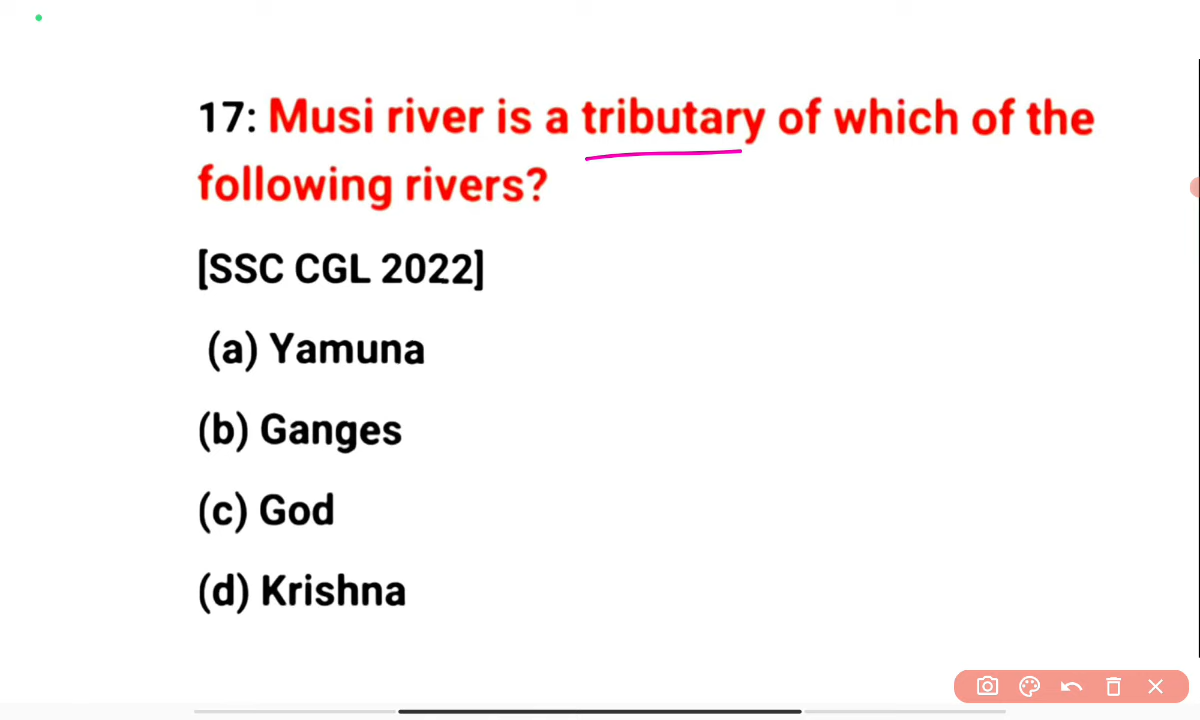 17: Musi river is a tributary of which of the
following rivers?
[SSC CGL 2022]
(a) Yamuna
(b) Ganges
(c) God
(d) Krishna